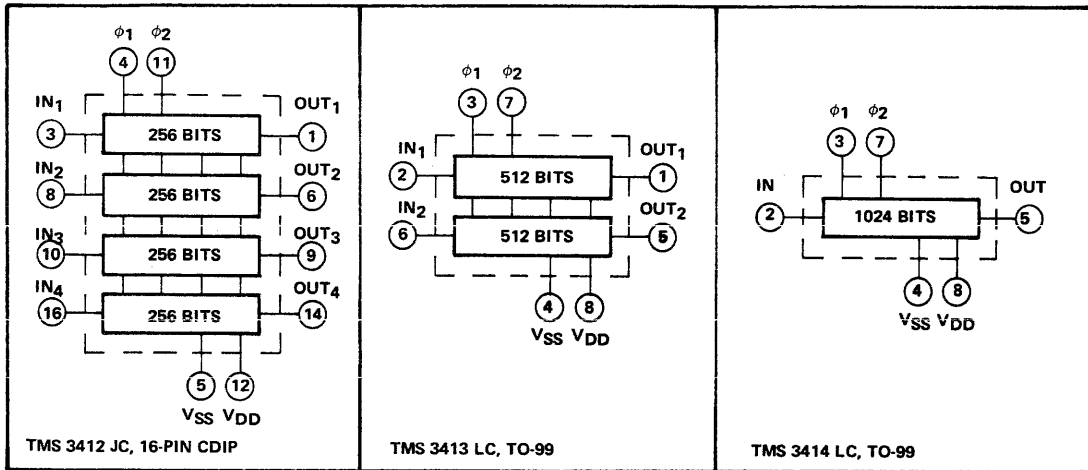 φ1 φ2
4 11
IN1 OUT1
3 256 BITS 1
IN2 OUT2
8 256 BITS 6
IN3 OUT3
10 256 BITS 9
IN4 OUT4
16 256 BITS 14
5 12
VSS VDD
TMS 3412 JC, 16-PIN CDIP
φ1 φ2
3 7
IN1 OUT1
2 512 BITS 1
IN2 OUT2
6 512 BITS 5
4 8
VSS VDD
TMS 3413 LC, TO-99
φ1 φ2
3 7
IN OUT
2 1024 BITS 5
4 8
VSS VDD
TMS 3414 LC, TO-99